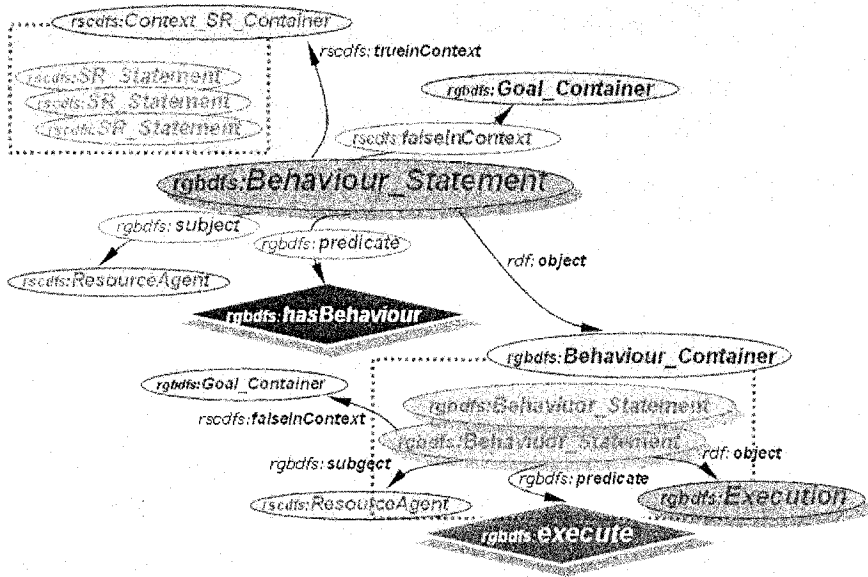 rscdfs:Context_SR_Container
rscdfs:trueInContext
rscdfs:SR_Statement
rscdfs:SR_Statement
rscdfs:SR_Statement
rgbdfs:Goal_Container
rscdfs:falseInContext
rgbdfs:Behaviour_Statement
rgbdfs:subject
rgbdfs:predicate
rdf:object
rscdfs:ResourceAgent
rgbdfs:hasBehaviour
rgbdfs:Behaviour_Container
rgbdfs:Goal_Container
rgbdfs:Behaviour_Statement
rscdfs:falseInContext
rgbdfs:Behaviour_Statement
rdf:object
rgbdfs:subgect
rgbdfs:predicate
rscdfs:ResourceAgent
rgbdfs:Execution
rgbdfs:execute